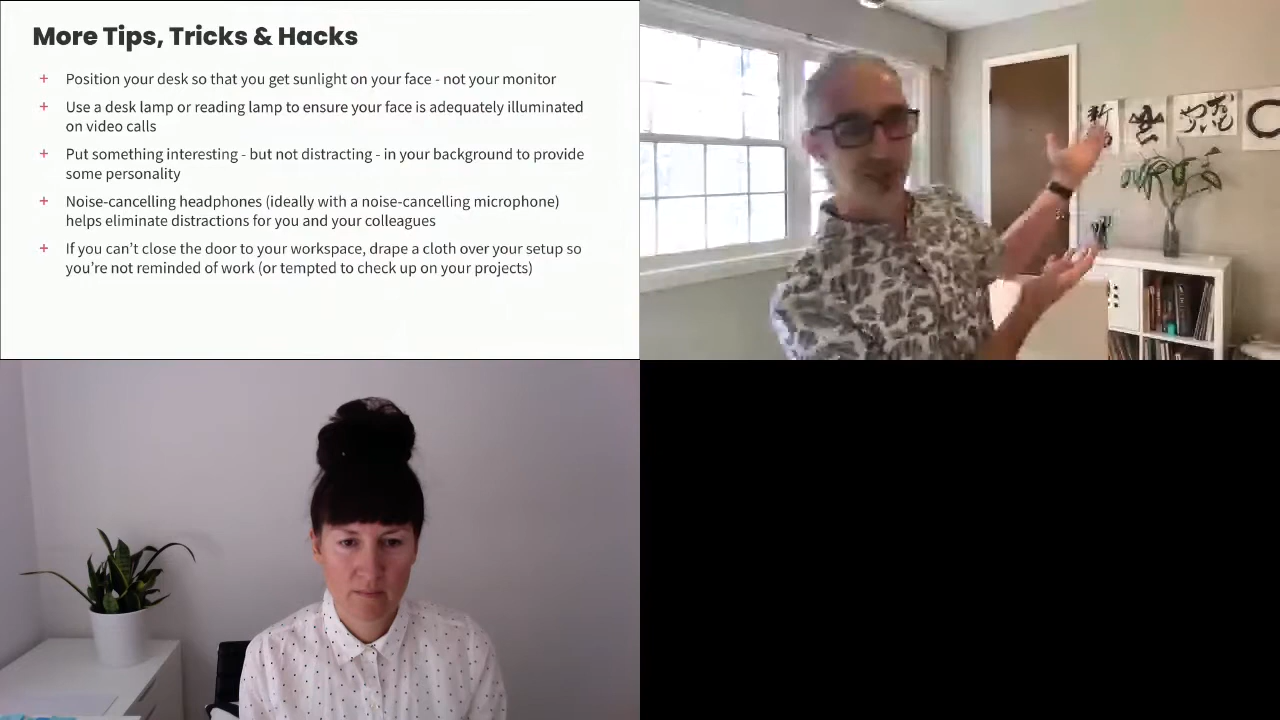 More Tips, Tricks & Hacks
+ Position your desk so that you get sunlight on your face - not your monitor
+ Use a desk lamp or reading lamp to ensure your face is adequately illuminated
on video calls
+ Put something interesting - but not distracting - in your background to provide
some personality
+ Noise-cancelling headphones (ideally with a noise-cancelling microphone)
helps eliminate distractions for you and your colleagues
+ If you can’t close the door to your workspace, drape a cloth over your setup so
you’re not reminded of work (or tempted to check up on your projects)